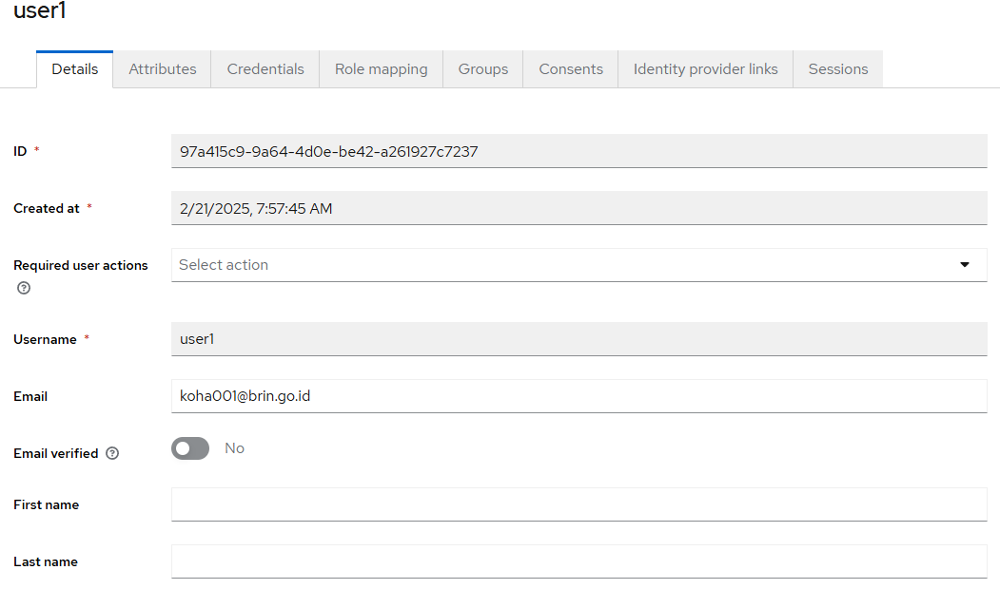 user1
Details Attributes Credentials Role mapping Groups Consents Identity provider links Sessions
ID * 97a415c9-9a64-4d0e-be42-a261927c7237
Created at * 2/21/2025, 7:57:45 AM
Required user actions Select action
?
Username * user1
Email koha001@brin.go.id
Email verified ? No
First name
Last name